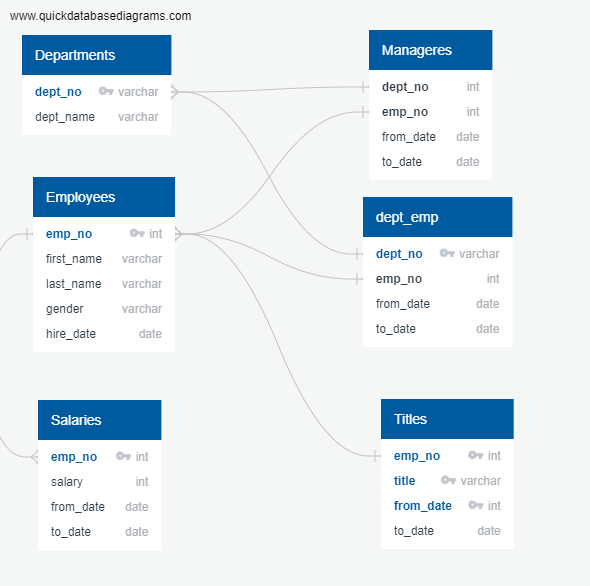 www.quickdatabasediagrams.com
Departments
dept_no varchar
dept_name varchar
Manageres
dept_no int
emp_no int
from_date date
to_date date
Employees
emp_no int
first_name varchar
last_name varchar
gender varchar
hire_date date
dept_emp
dept_no varchar
emp_no int
from_date date
to_date date
Salaries
emp_no int
salary int
from_date date
to_date date
Titles
emp_no int
title varchar
from_date int
to_date date